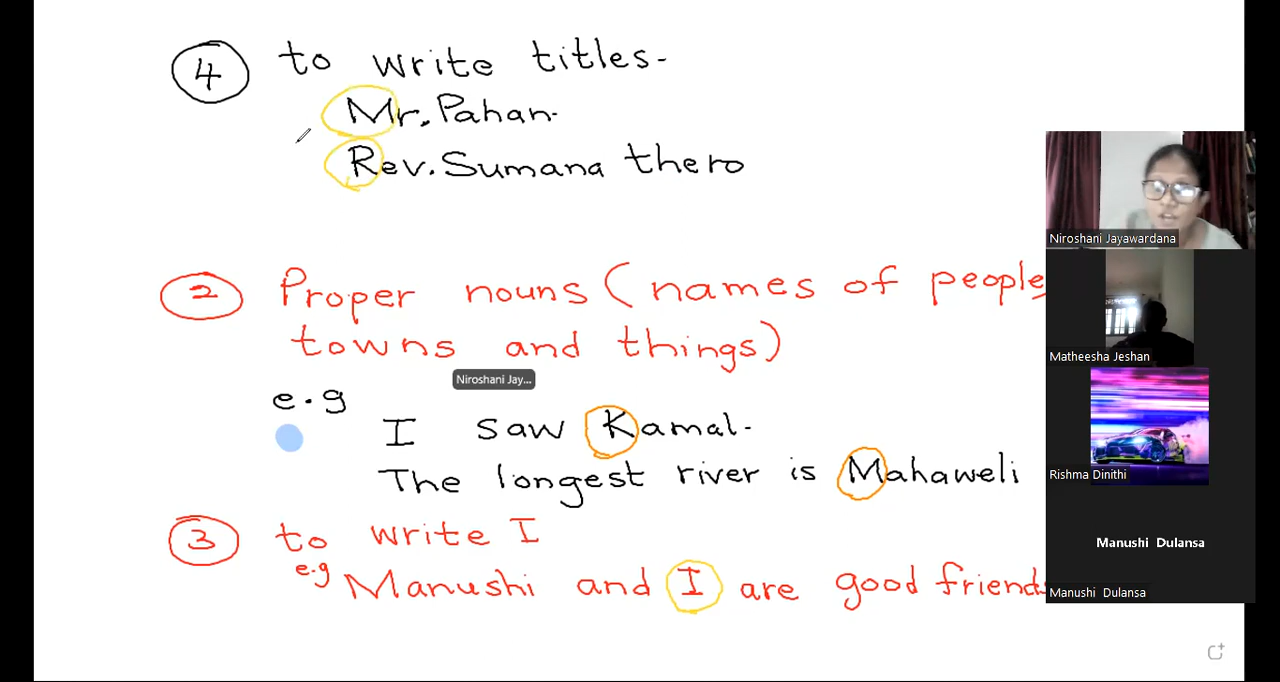 4 to write titles.
Mr. Pahan.
Rev. Sumana thero
2 Proper nouns (names of people
towns and things)
Niroshani Jay...
e.g
I saw Kamal.
The longest river is Mahaweli
3 to write I
e.g Manushi and I are good friends
Niroshani Jayawardana
Matheesha Jeshan
Rishma Dinithi
Manushi Dulansa
Manushi Dulansa